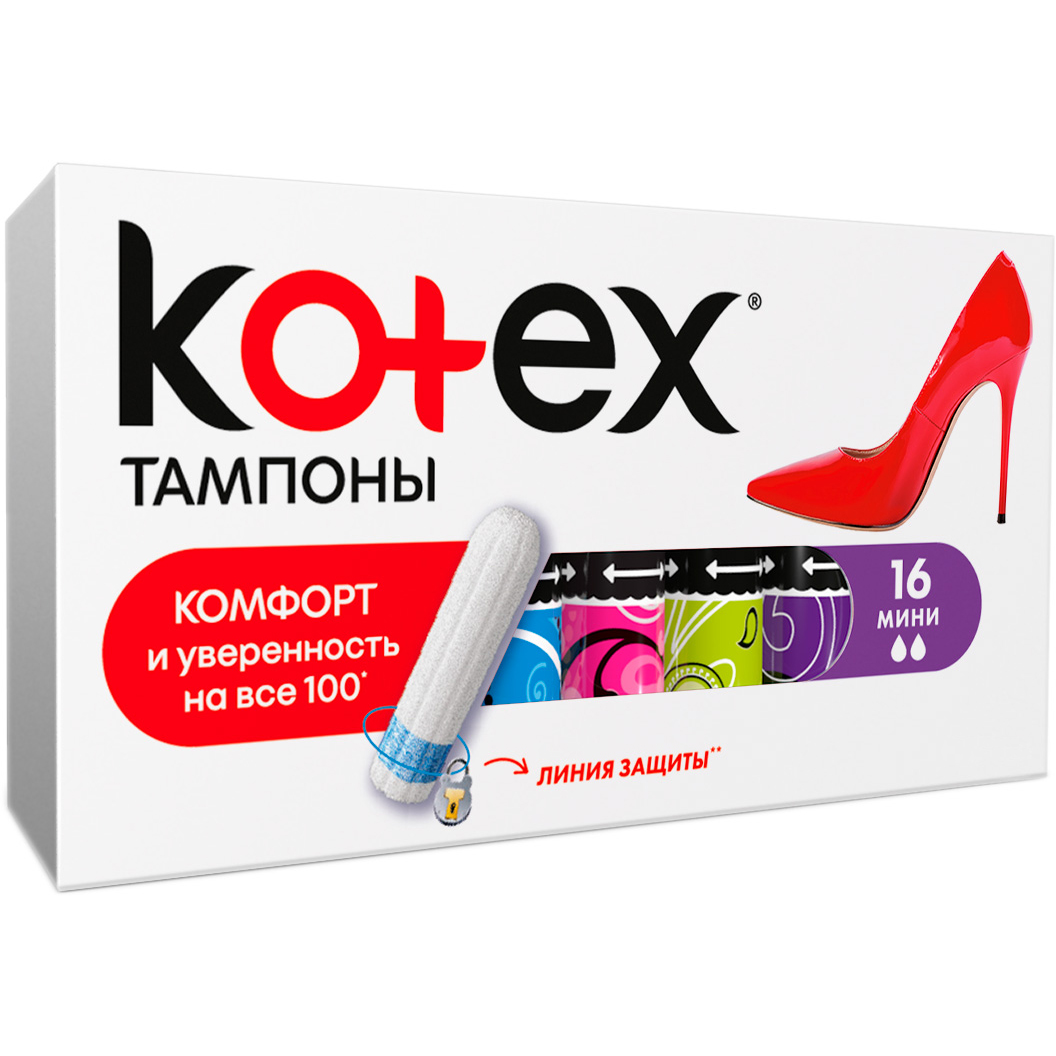 kotex®
ТАМПОНЫ
КОМФОРТ
и уверенность
на все 100*
16
МИНИ
ЛИНИЯ ЗАЩИТЫ**